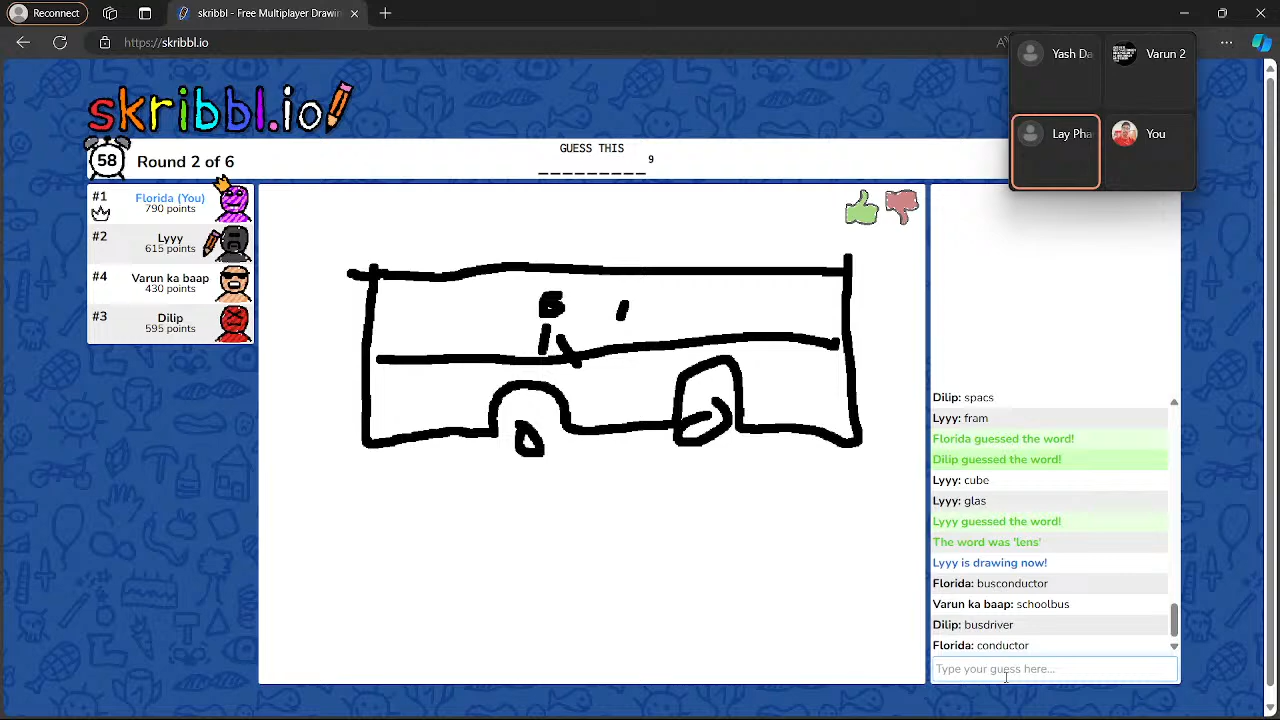 Reconnect
skribbl - Free Multiplayer Drawin
https://skribbl.io
Yash Da
Varun 2
Lay Pha
You
skribbl.io
58
Round 2 of 6
GUESS THIS
_________ 9
#1
Florida (You)
790 points
#2
Lyyy
615 points
#4
Varun ka baap
430 points
#3
Dilip
595 points
Dilip: spacs
Lyyy: fram
Florida guessed the word!
Dilip guessed the word!
Lyyy: cube
Lyyy: glas
Lyyy guessed the word!
The word was 'lens'
Lyyy is drawing now!
Florida: busconductor
Varun ka baap: schoolbus
Dilip: busdriver
Florida: conductor
Type your guess here...